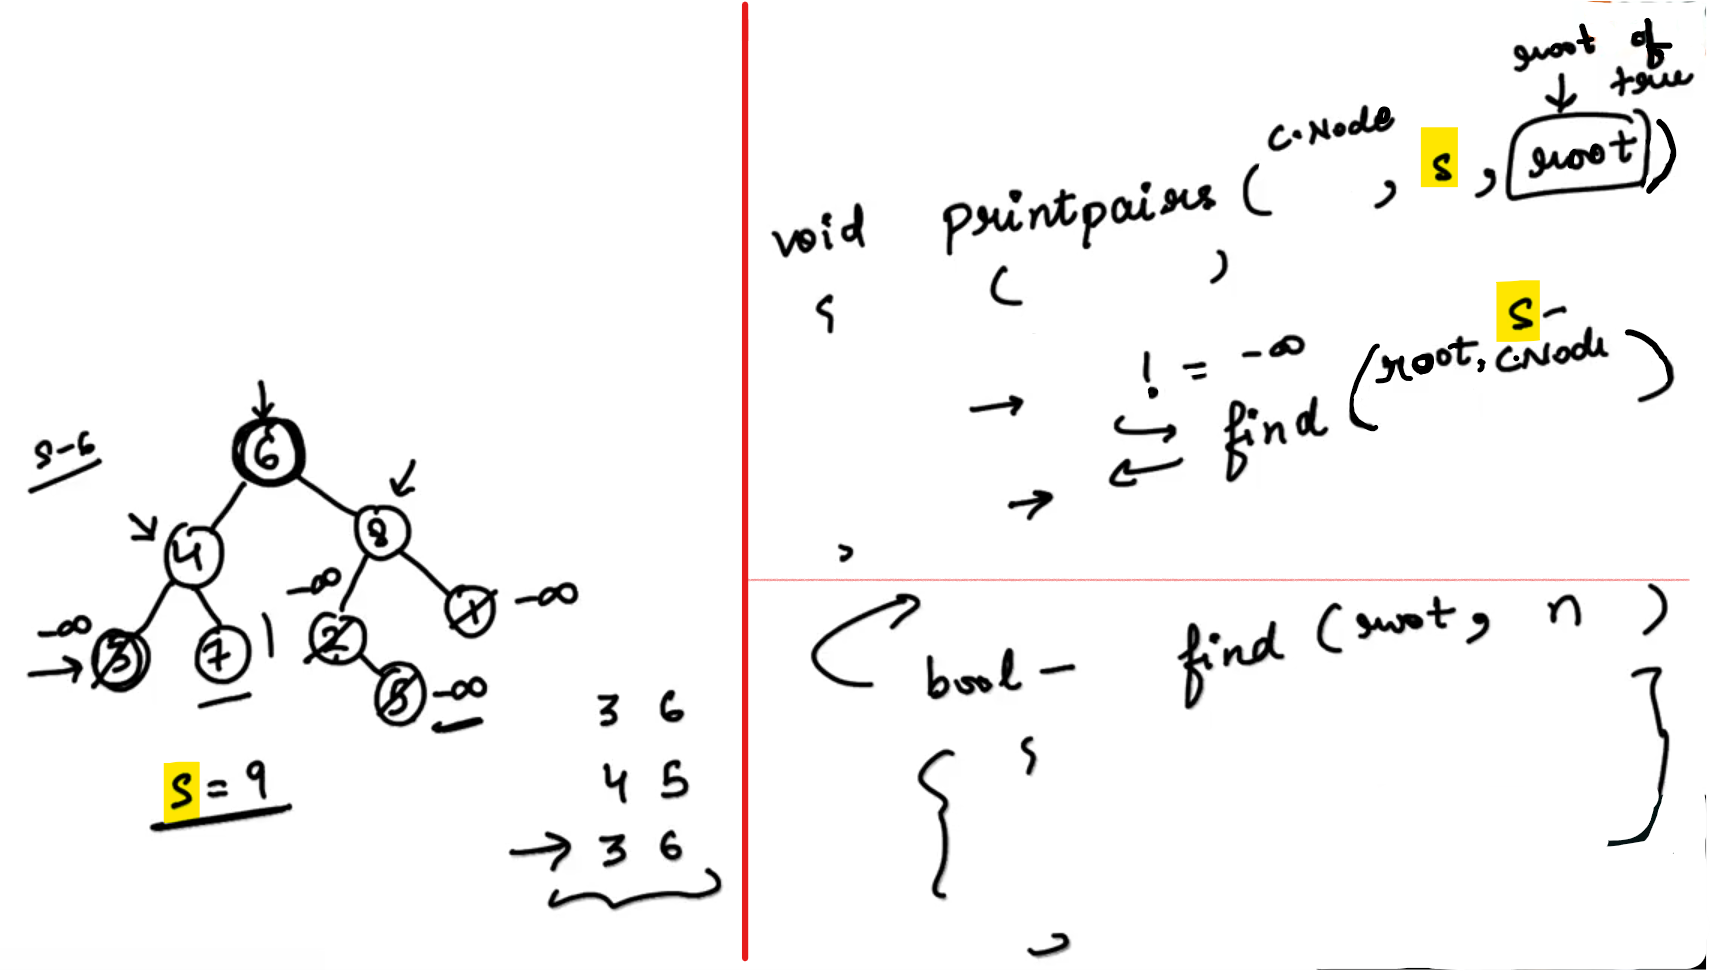 s-6
6
4
8
-∞
-∞
-∞
3
7
1
2
1
5
-∞
3 6
4 5
S = 9
→ 3 6
root of
tree
C.Node
void printpairs ( , s , root )
{ ( )
S -
→ ! = -∞ (root, C.Node )
find
→
}
bool - find (root, n )
{
}